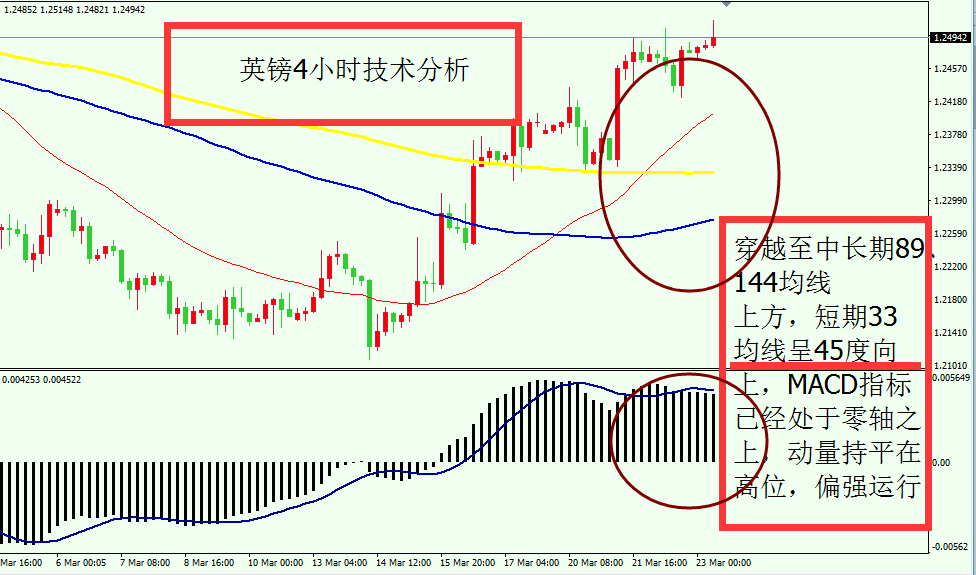 1.24852 1.25148 1.24821 1.24942
英镑4小时技术分析
1.24942
1.24570
1.24180
1.23780
1.23390
1.22990
1.22590
1.22200
1.21800
1.21410
1.21010
穿越至中长期89、
144均线
上方，短期33
均线呈45度向
上，MACD指标
已经处于零轴之
上，动量持平在
高位，偏强运行
0.004253 0.004522
0.005649
0.00
-0.00562
Mar 16:00
6 Mar 00:05
7 Mar 08:00
8 Mar 16:00
10 Mar 00:00
13 Mar 04:00
14 Mar 12:00
15 Mar 20:00
17 Mar 04:00
20 Mar 08:00
21 Mar 16:00
23 Mar 00:00